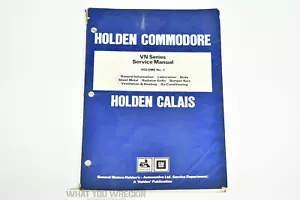 HOLDEN COMMODORE
VN Series
Service Manual
VOLUME No. 1
General Information · Lubrication · Body
Sheet Metal · Radiator Grille · Bumper Bars
Ventilation & Heating · Air Conditioning
HOLDEN CALAIS
GM
General Motors-Holden's Automotive Ltd, Service Department
A 'Holden' Publication
WHAT YOU WRECKIN